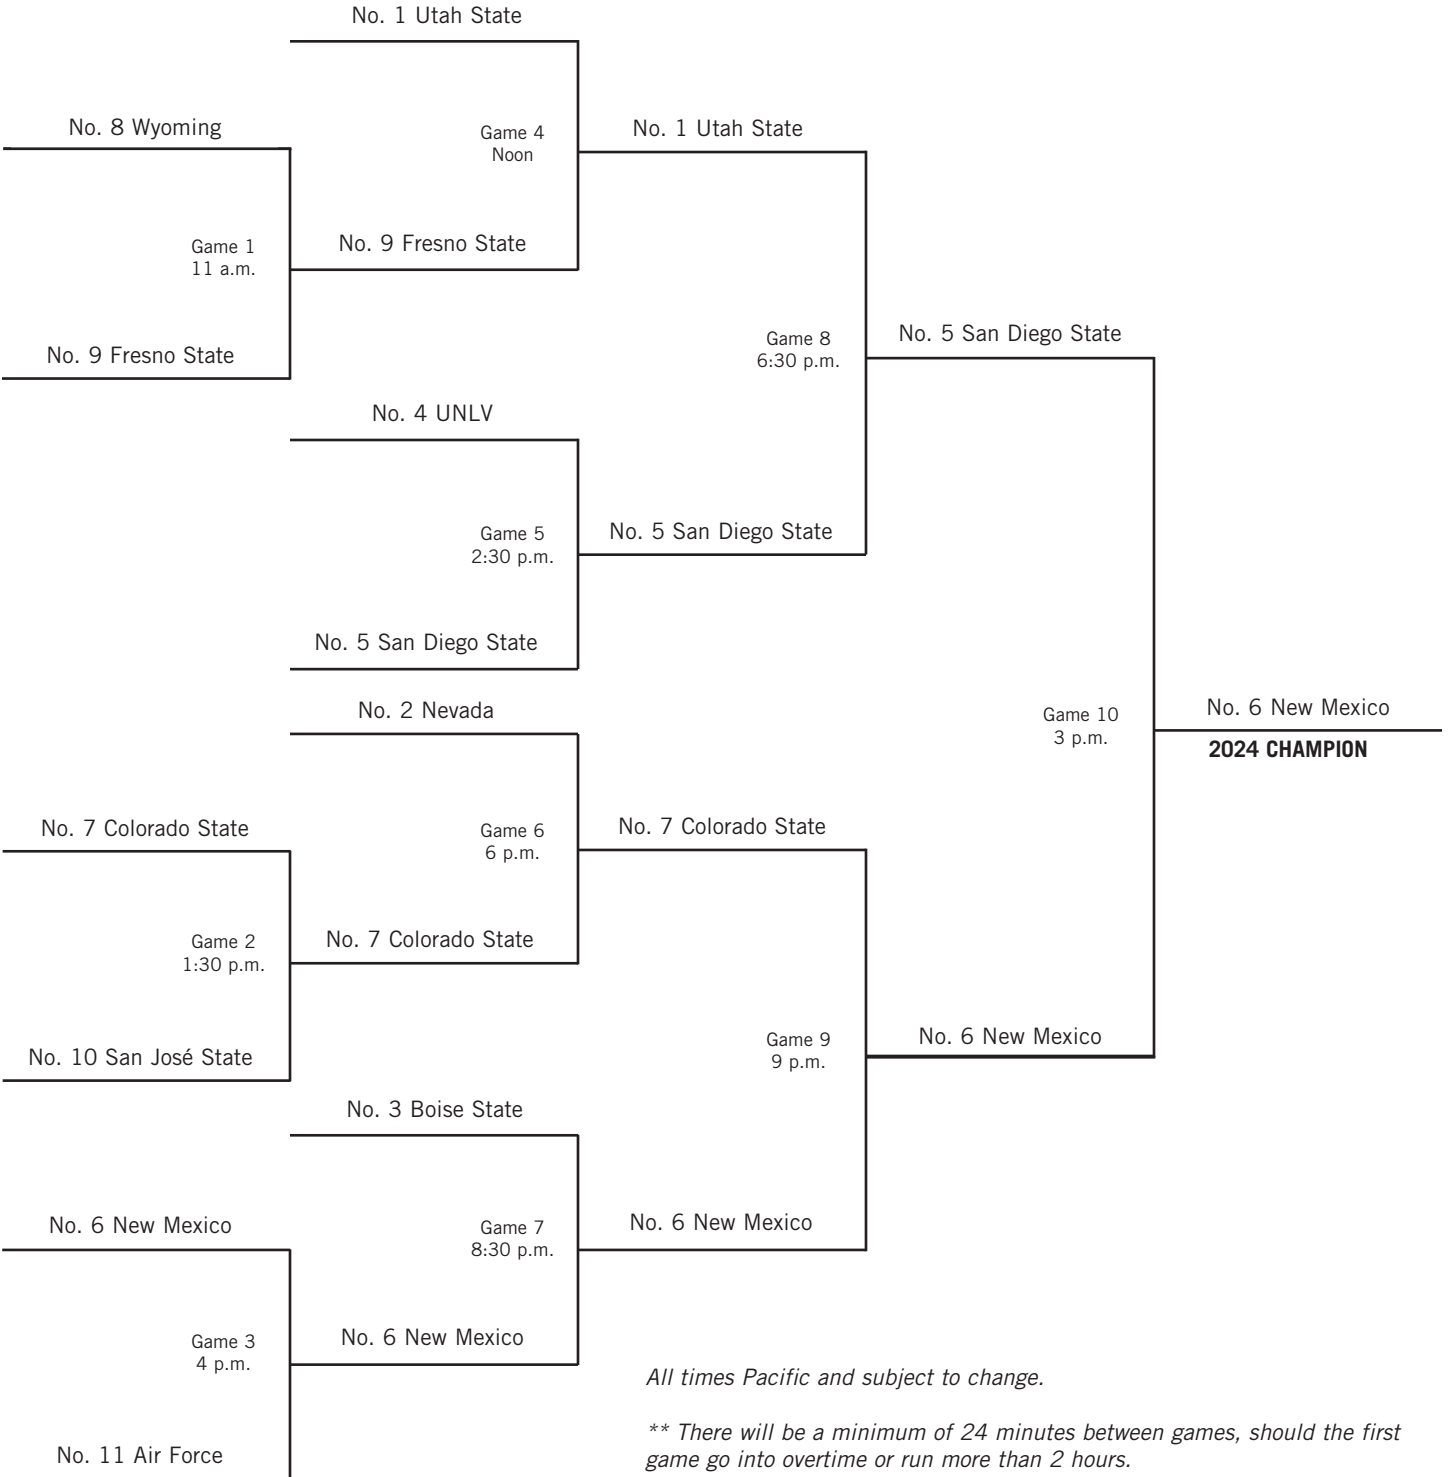 No. 1 Utah State
No. 8 Wyoming
Game 4
Noon
No. 1 Utah State
Game 1
11 a.m.
No. 9 Fresno State
No. 9 Fresno State
Game 8
6:30 p.m.
No. 5 San Diego State
No. 4 UNLV
Game 5
2:30 p.m.
No. 5 San Diego State
No. 5 San Diego State
No. 2 Nevada
Game 10
3 p.m.
No. 6 New Mexico
2024 CHAMPION
No. 7 Colorado State
Game 6
6 p.m.
No. 7 Colorado State
Game 2
1:30 p.m.
No. 7 Colorado State
No. 10 San José State
Game 9
9 p.m.
No. 6 New Mexico
No. 3 Boise State
No. 6 New Mexico
Game 7
8:30 p.m.
No. 6 New Mexico
Game 3
4 p.m.
No. 6 New Mexico
All times Pacific and subject to change.
** There will be a minimum of 24 minutes between games, should the first
game go into overtime or run more than 2 hours.
No. 11 Air Force